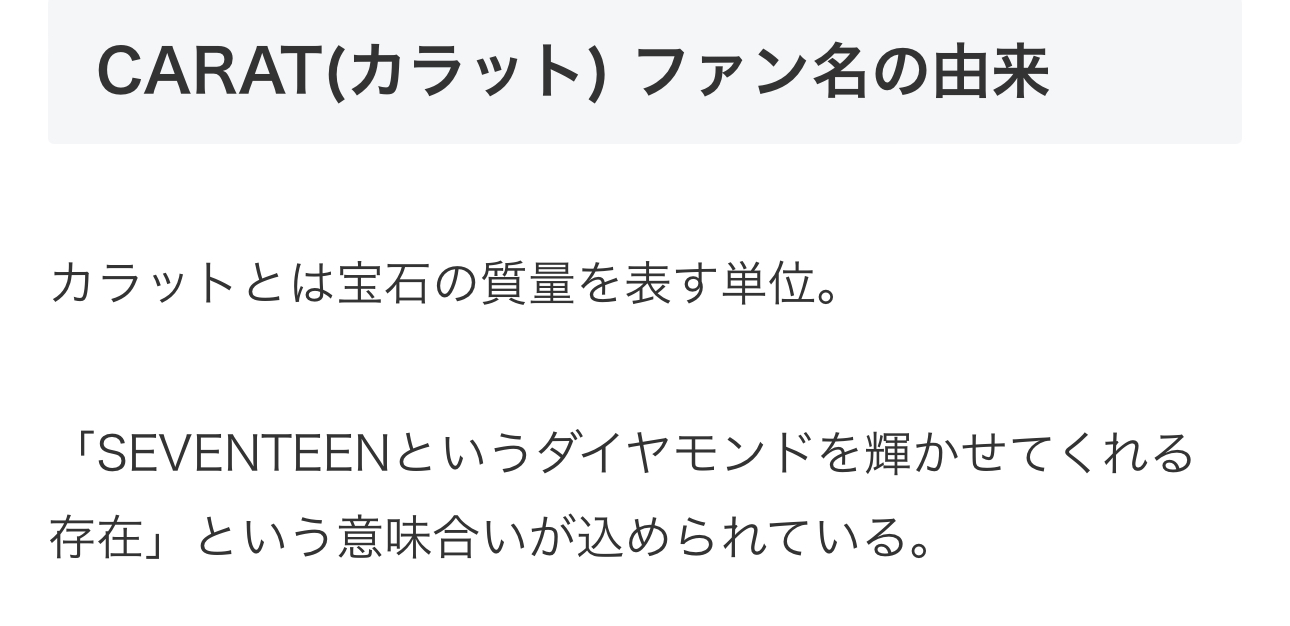 CARAT(カラット) ファン名の由来
カラットとは宝石の質量を表す単位。
「SEVENTEENというダイヤモンドを輝かせてくれる
存在」という意味合いが込められている。